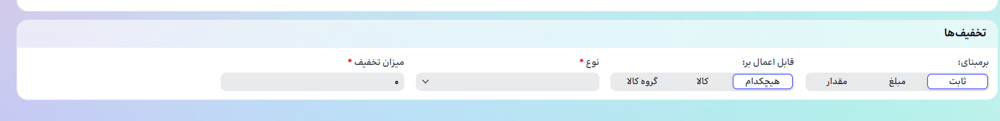 تخفیف‌ها
برمبنای: قابل اعمال بر: نوع * میزان تخفیف *
ثابت مبلغ مقدار هیچکدام کالا گروه کالا ۰